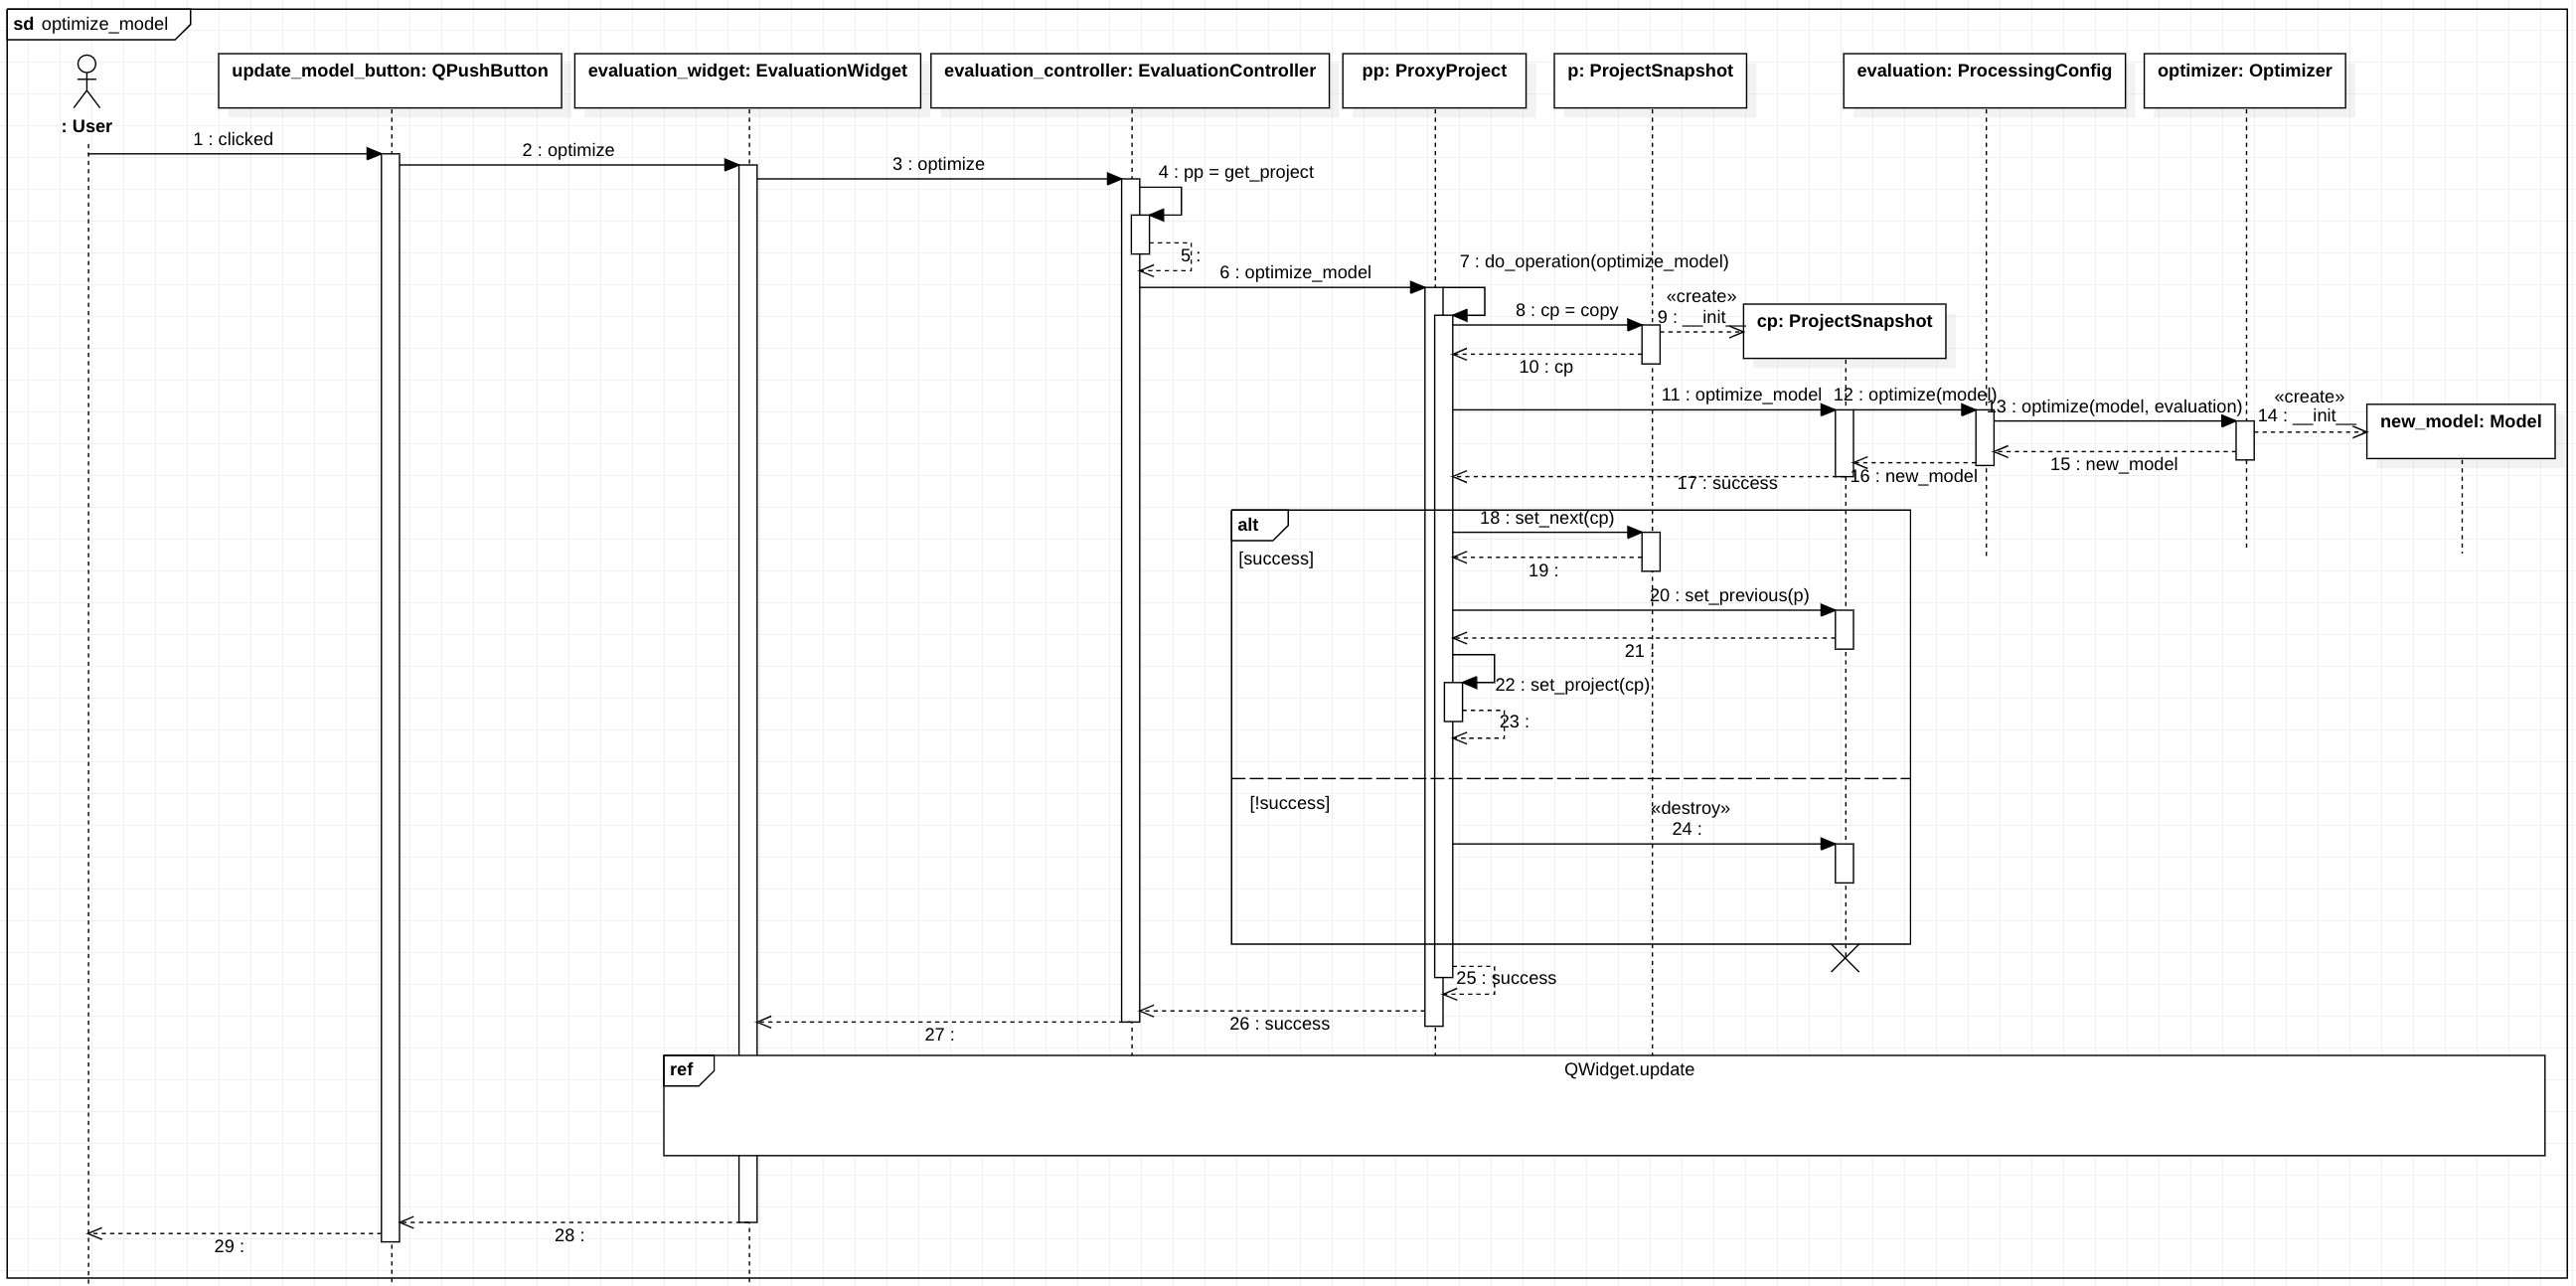 sd optimize_model
: User
update_model_button: QPushButton
evaluation_widget: EvaluationWidget
evaluation_controller: EvaluationController
pp: ProxyProject
p: ProjectSnapshot
evaluation: ProcessingConfig
optimizer: Optimizer
1 : clicked
2 : optimize
3 : optimize
4 : pp = get_project
5 :
6 : optimize_model
7 : do_operation(optimize_model)
8 : cp = copy
«create»
9 : __init__
cp: ProjectSnapshot
10 : cp
11 : optimize_model
12 : optimize(model)
13 : optimize(model, evaluation)
«create»
14 : __init__
new_model: Model
15 : new_model
16 : new_model
17 : success
alt
[success]
18 : set_next(cp)
19 :
20 : set_previous(p)
21
22 : set_project(cp)
23 :
[!success]
«destroy»
24 :
25 : success
26 : success
27 :
ref
QWidget.update
28 :
29 :